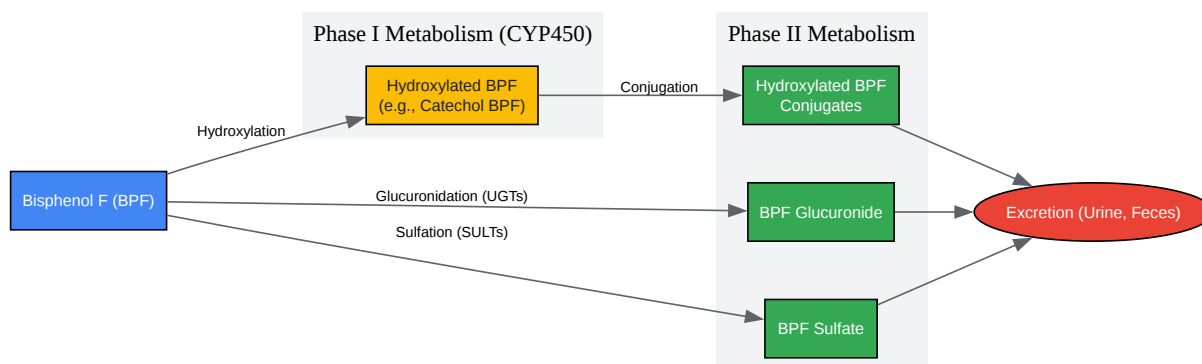 Phase I Metabolism (CYP450)
Phase II Metabolism
Hydroxylated BPF
(e.g., Catechol BPF)
Conjugation
Hydroxylated BPF
Conjugates
Hydroxylation
Bisphenol F (BPF)
Glucuronidation (UGTs)
BPF Glucuronide
Excretion (Urine, Feces)
Sulfation (SULTs)
BPF Sulfate